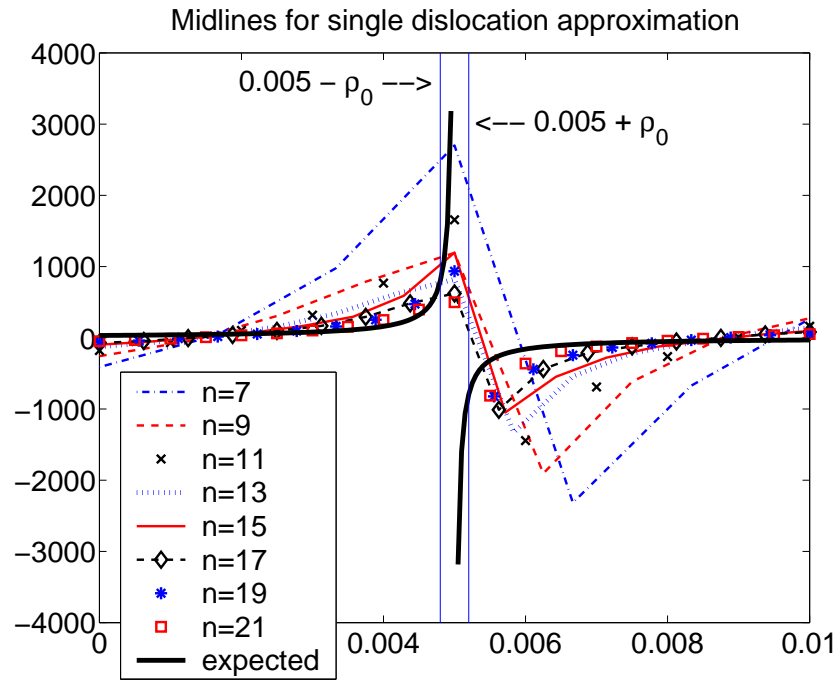 Midlines for single dislocation approximation
4000
3000
2000
1000
0
−1000
−2000
−3000
−4000
0.005 − ρ0 −−>
<−− 0.005 + ρ0
n=7
n=9
n=11
n=13
n=15
n=17
n=19
n=21
expected
0
0.004
0.006
0.008
0.01